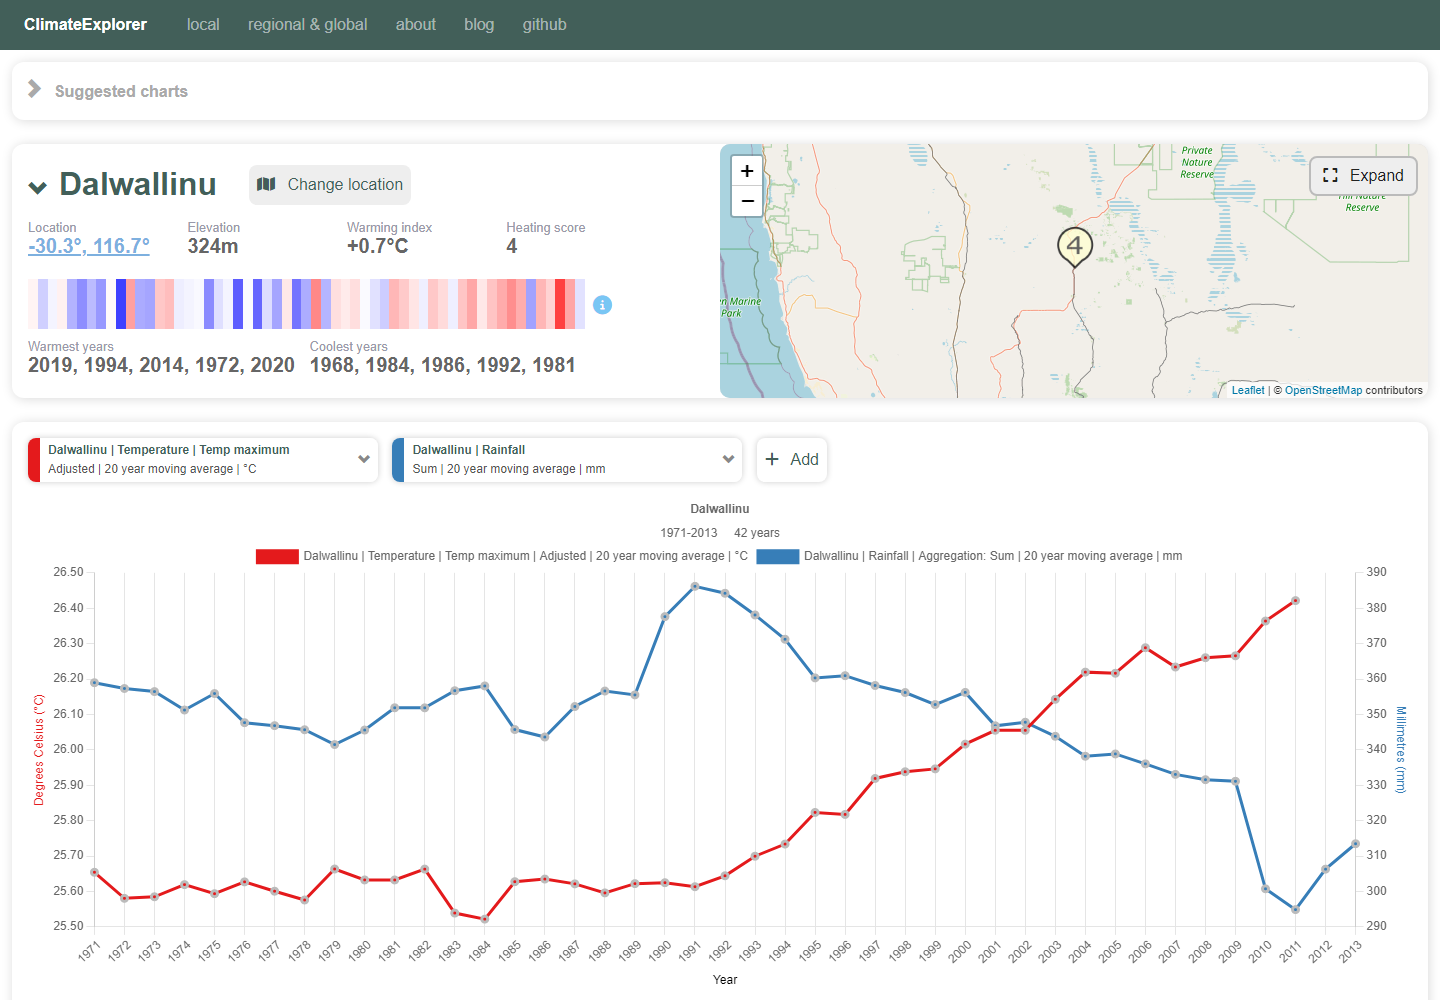 ClimateExplorer local regional & global about blog github
Suggested charts
Dalwallinu Change location
Location Elevation Warming index Heating score
-30.3°, 116.7° 324m +0.7°C 4
Warmest years Coolest years
2019, 1994, 2014, 1972, 2020 1968, 1984, 1986, 1992, 1981
+
−
Private
Nature
Reserve
Expand
Hill Nature
Reserve
4
en Marine
Park
Leaflet | © OpenStreetMap contributors
Dalwallinu | Temperature | Temp maximum
Adjusted | 20 year moving average | °C
Dalwallinu | Rainfall
Sum | 20 year moving average | mm
+ Add
Dalwallinu
1971-2013 42 years
Dalwallinu | Temperature | Temp maximum | Adjusted | 20 year moving average | °C
Dalwallinu | Rainfall | Aggregation: Sum | 20 year moving average | mm
26.50
26.40
26.30
26.20
26.10
26.00
25.90
25.80
25.70
25.60
25.50
Degrees Celsius (°C)
390
380
370
360
350
340
330
320
310
300
290
Millimetres (mm)
1971 1972 1973 1974 1975 1976 1977 1978 1979 1980 1981 1982 1983 1984 1985 1986 1987 1988 1989 1990 1991 1992 1993 1994 1995 1996 1997 1998 1999 2000 2001 2002 2003 2004 2005 2006 2007 2008 2009 2010 2011 2012 2013
Year